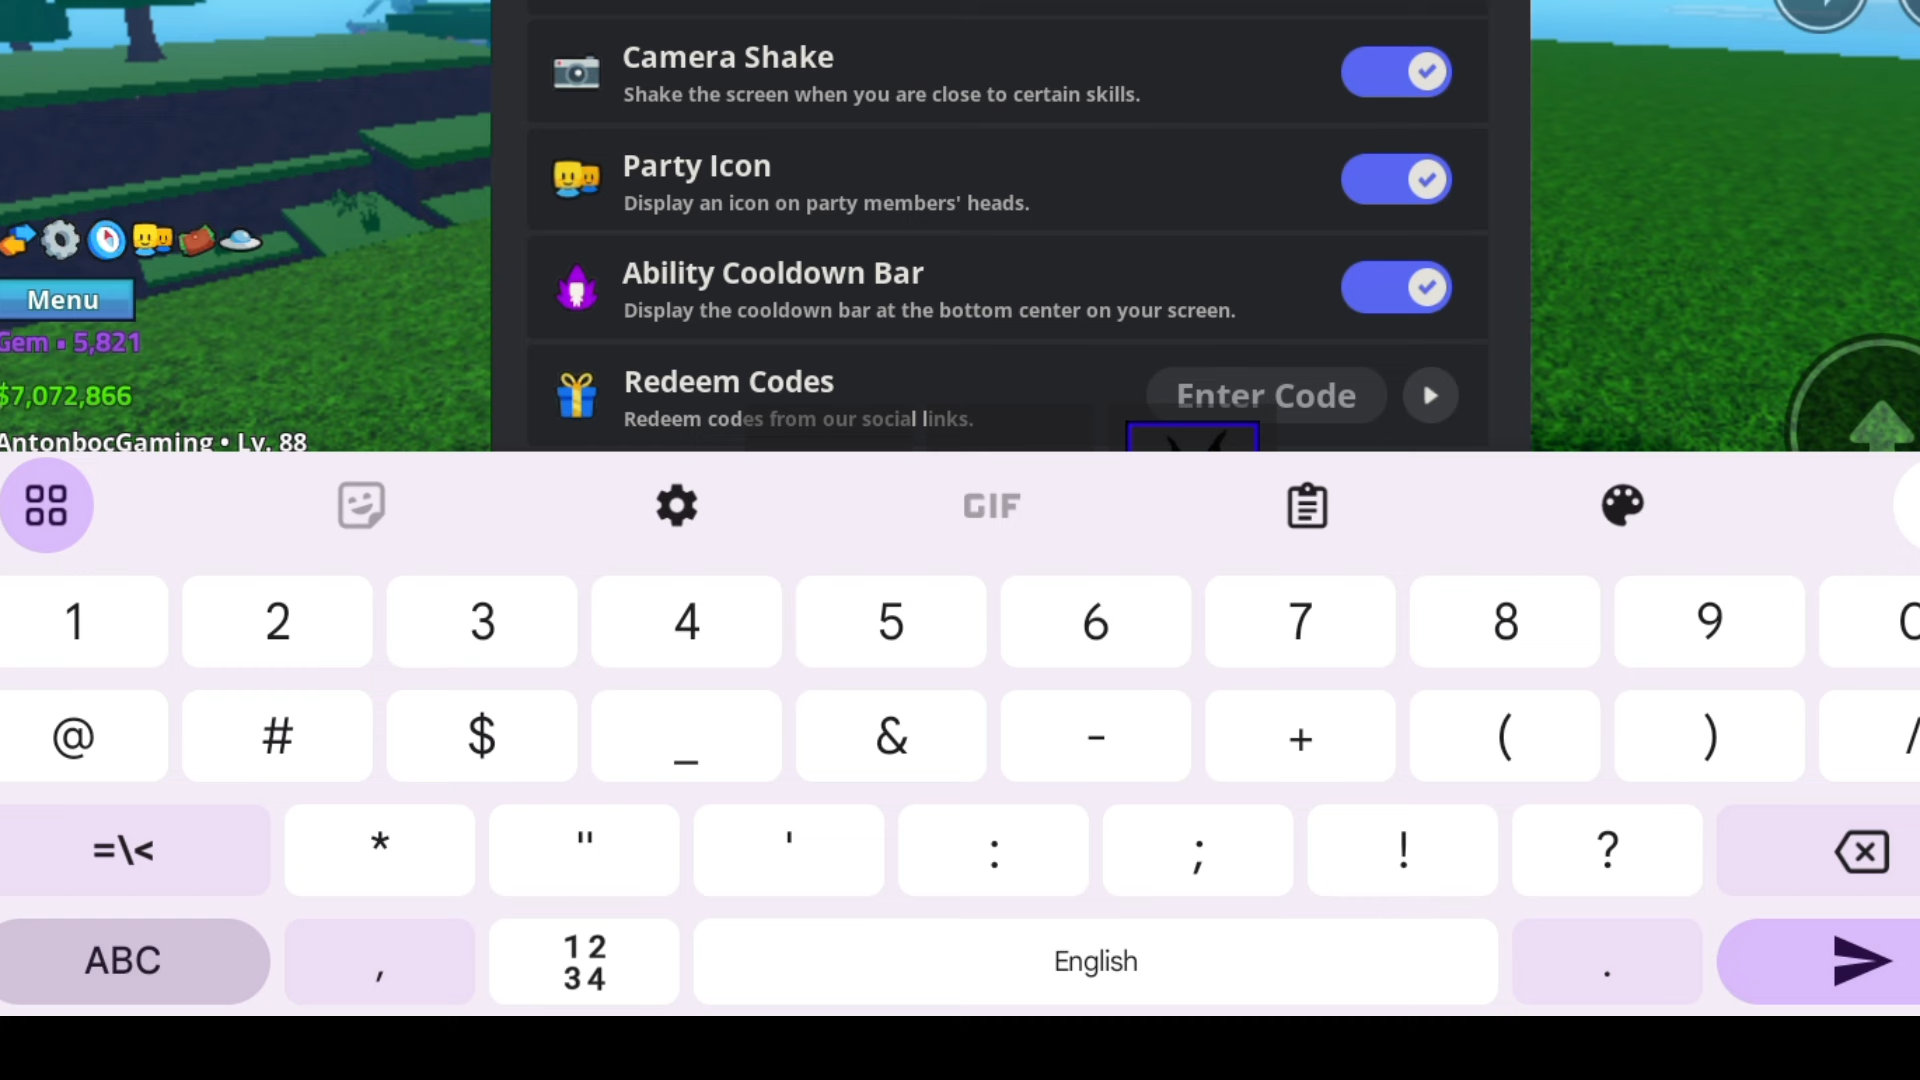 Camera Shake
Shake the screen when you are close to certain skills.
Party Icon
Display an icon on party members' heads.
Ability Cooldown Bar
Display the cooldown bar at the bottom center on your screen.
Redeem Codes
Redeem codes from our social links.
Enter Code
Menu
Gem • 5,821
$7,072,866
AntonbocGaming • Lv. 88
GIF
1 2 3 4 5 6 7 8 9 0
@ # $ _ & - + ( ) /
=\< * " ' : ; ! ?
ABC , 12 34 English .